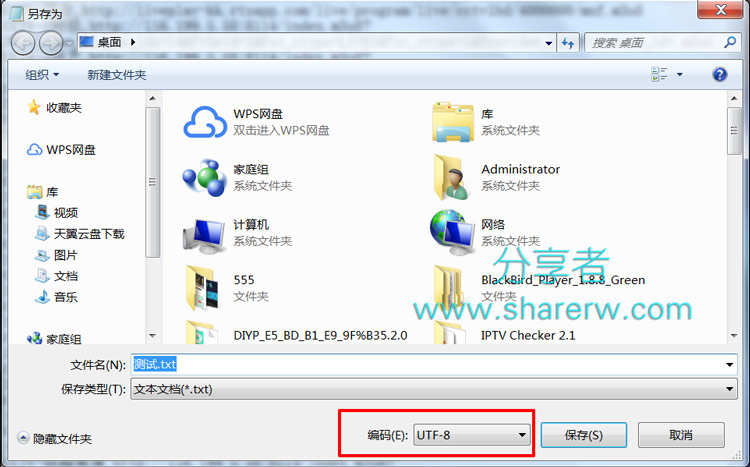 另存为
桌面
搜索 桌面
组织
新建文件夹
收藏夹
WPS网盘
库
视频
天翼云盘下载
图片
文档
音乐
家庭组
WPS网盘
双击进入WPS网盘
库
系统文件夹
家庭组
系统文件夹
Administrator
系统文件夹
计算机
系统文件夹
网络
系统文件夹
555
文件夹
BlackBird_Player_1.8.8_Green
文件夹
DIYP_E5_BD_B1_E9_9F%B35.2.0
IPTV Checker 2.1
分享者
www.sharerw.com
文件名(N):
测试.txt
保存类型(T):
文本文档(*.txt)
隐藏文件夹
编码(E):
UTF-8
保存(S)
取消